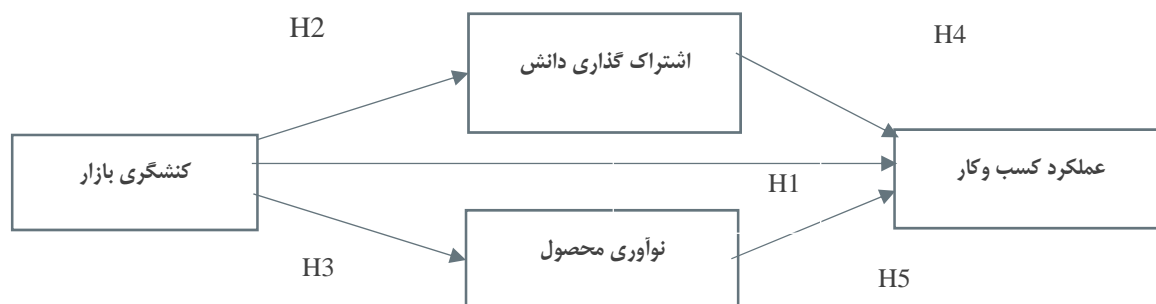 H2
اشتراک گذاری دانش
H4
کنشگری بازار
عملکرد کسب وکار
H1
نوآوری محصول
H3
H5